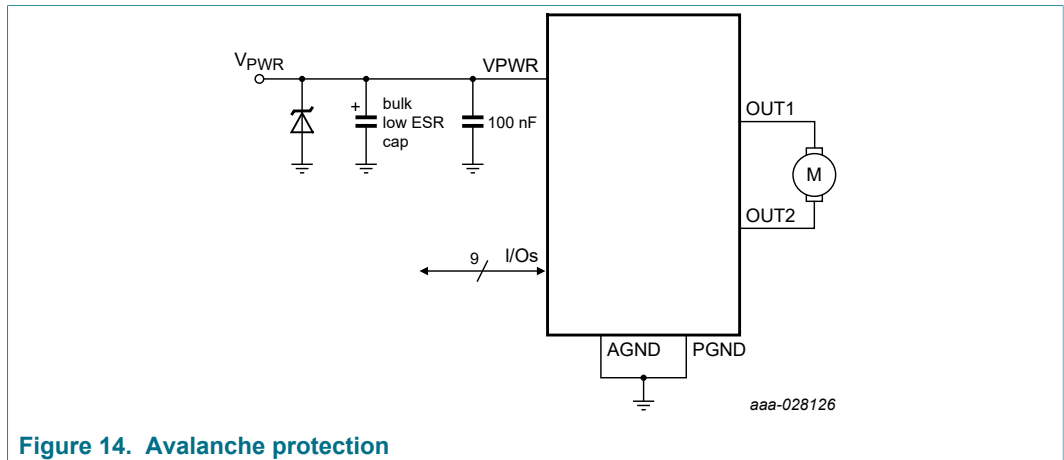 VPWR
VPWR
+
bulk
low ESR
cap
100 nF
OUT1
M
OUT2
9
I/Os
AGND
PGND
aaa-028126
Figure 14. Avalanche protection